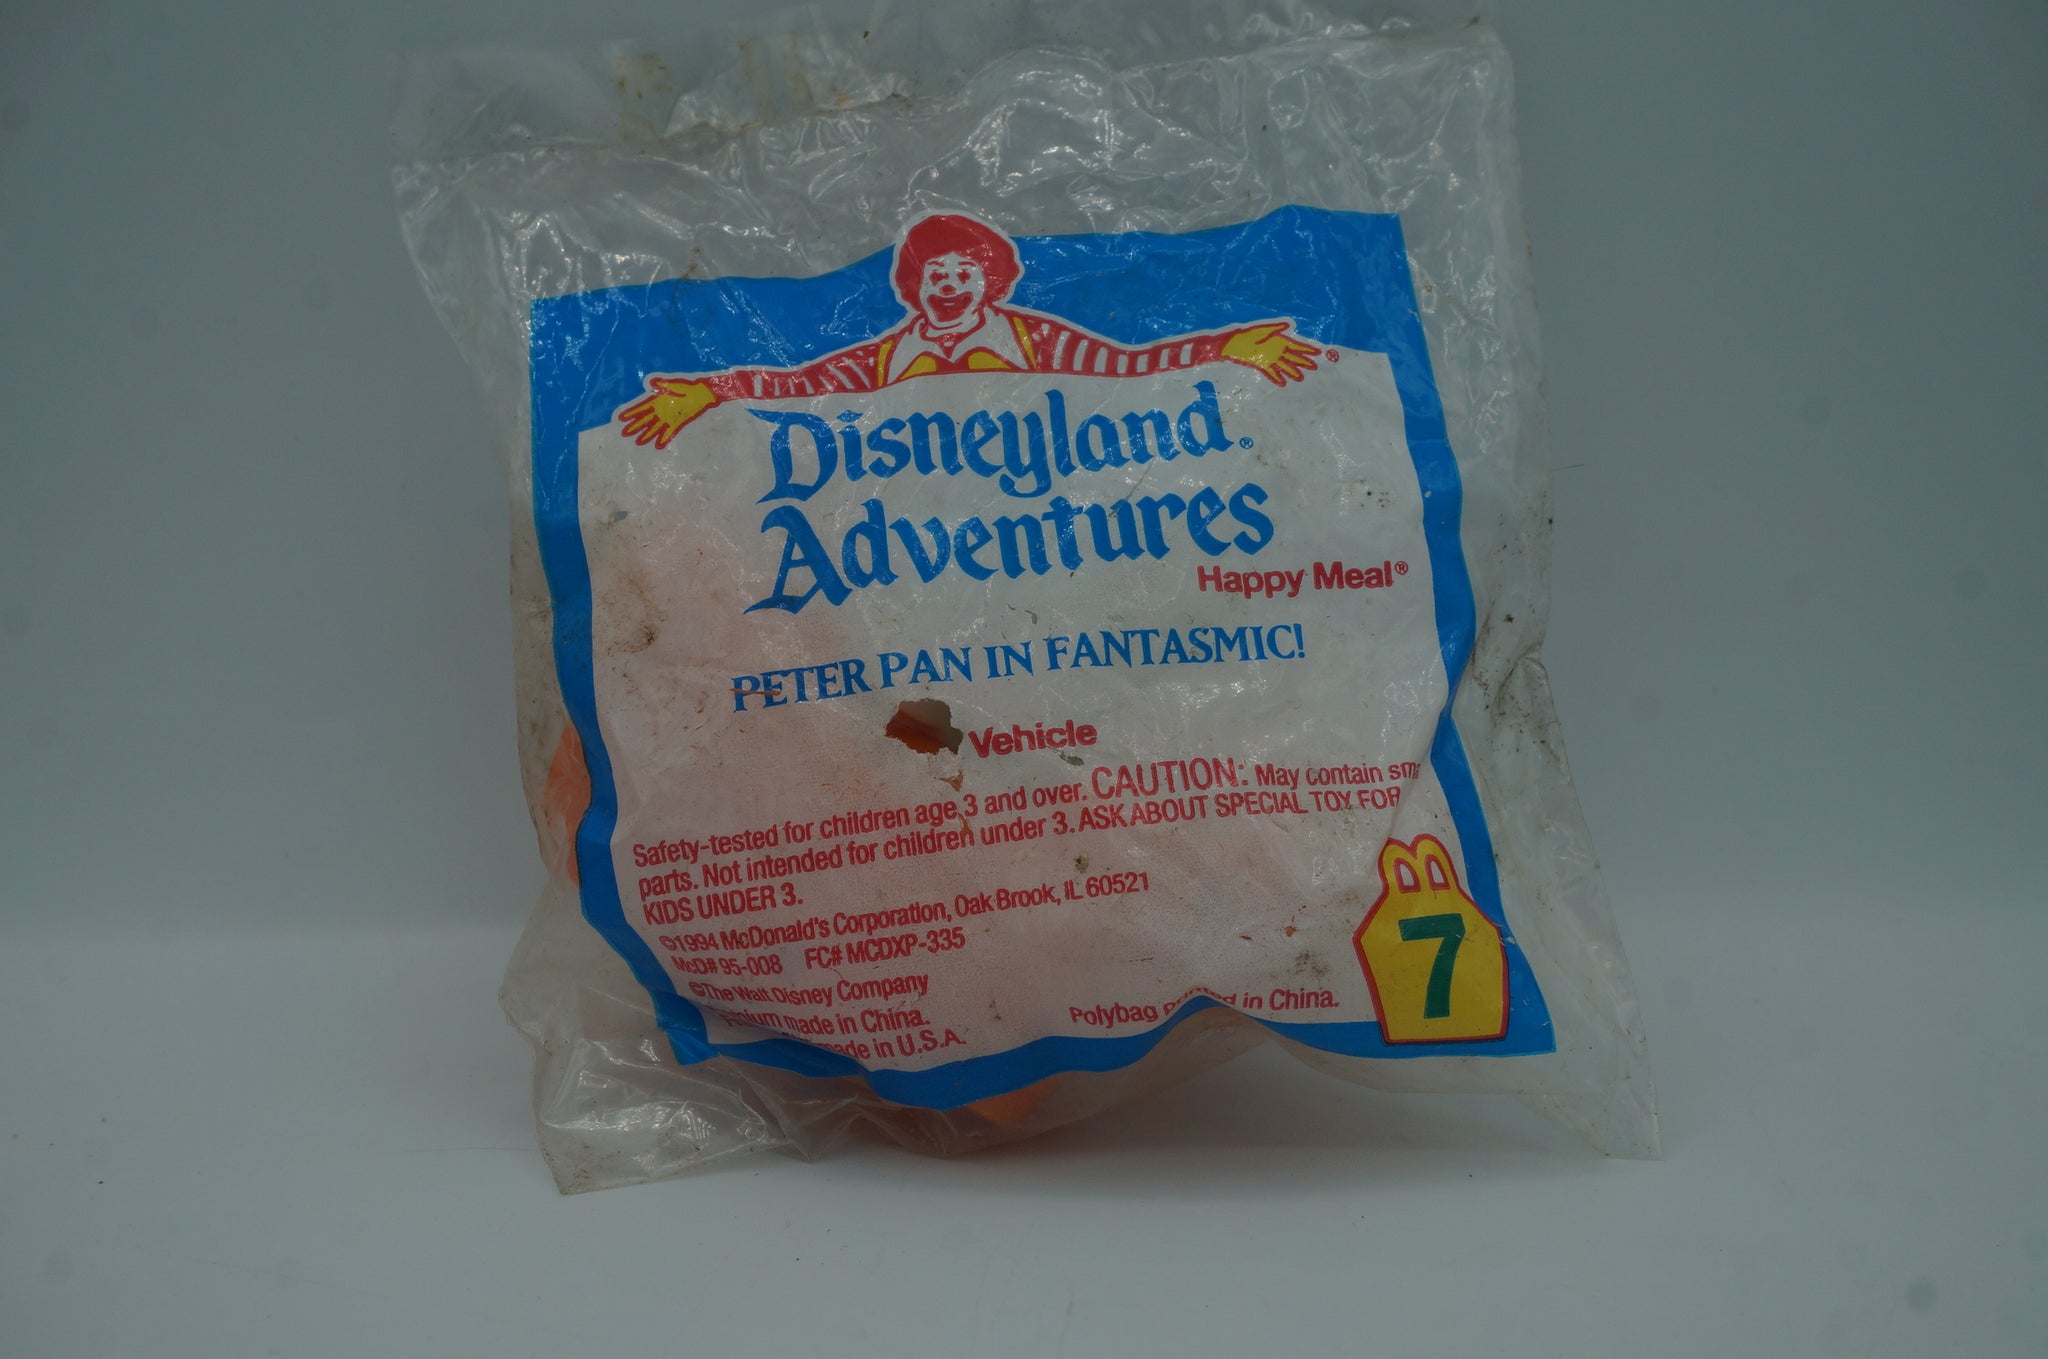 Disneyland®
Adventures
Happy Meal®
PETER PAN IN FANTASMIC!
Vehicle
Safety-tested for children age 3 and over. CAUTION: May contain
parts. Not intended for children under 3. ASK ABOUT SPECIAL TOY FOR
KIDS UNDER 3.
©1994 McDonald's Corporation, Oak Brook, IL 60521
McD# 95-008 FC# MCDXP-335
©The Walt Disney Company
made in China.
made in U.S.A.
Polybag printed in China.
7